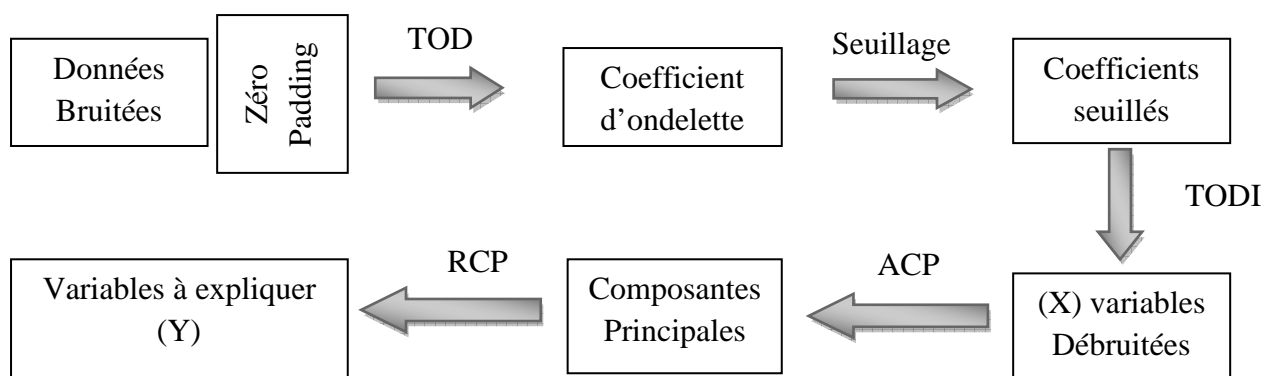 Données
Bruitées
Zéro
Padding
TOD
Coefficient
d’ondelette
Seuillage
Coefficients
seuillés
TODI
(X) variables
Débruitées
ACP
Composantes
Principales
RCP
Variables à expliquer
(Y)